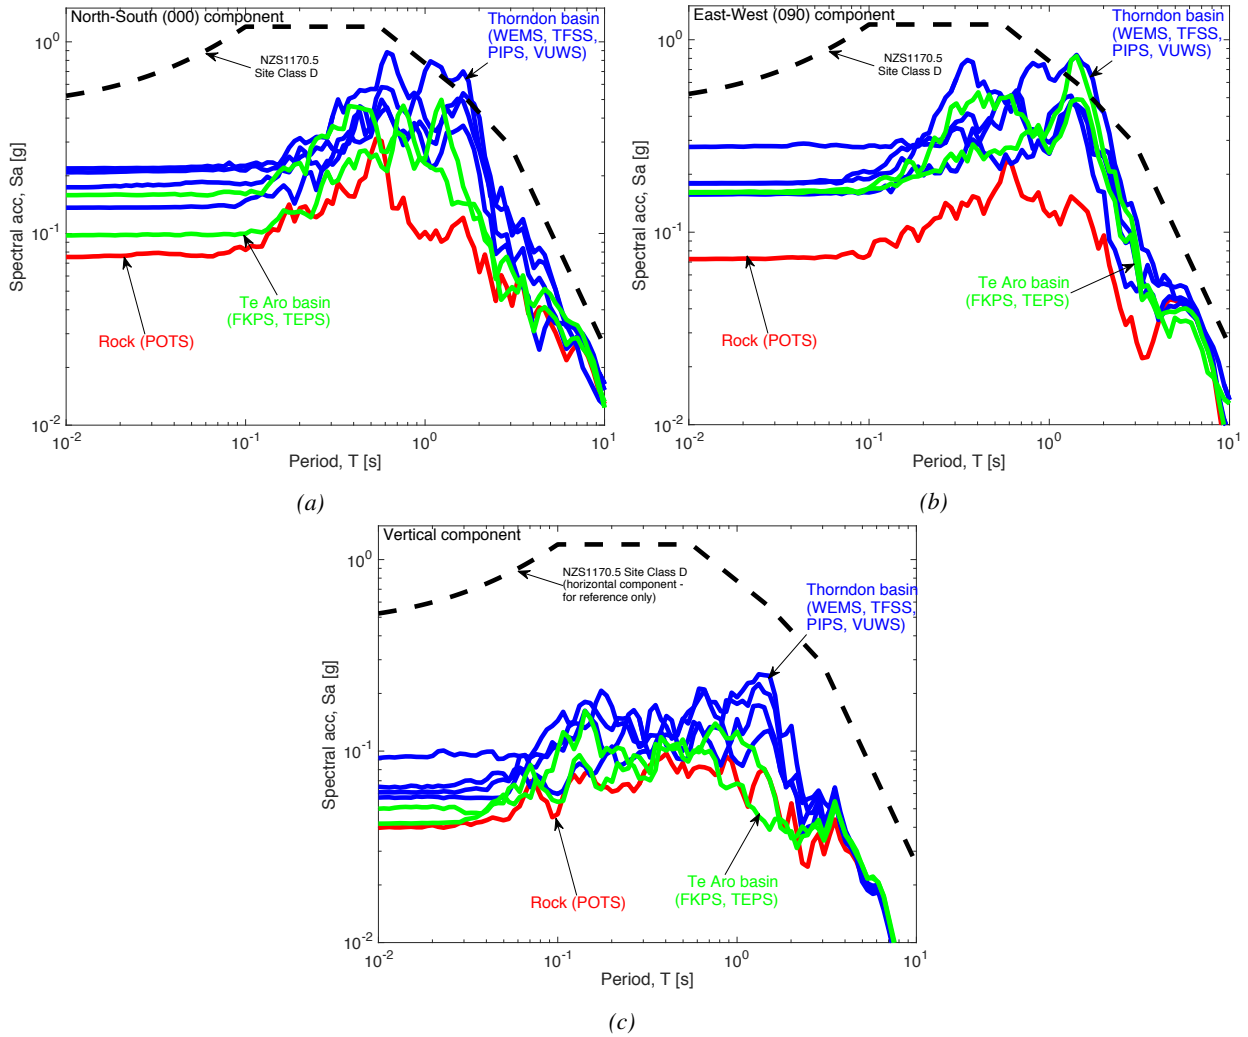 North-South (000) component
Thorndon basin
(WEMS, TFSS,
PIPS, VUWS)
NZS1170.5
Site Class D
Te Aro basin
(FKPS, TEPS)
Rock (POTS)
Spectral acc, Sa [g]
10^0
10^-1
10^-2
10^-2
10^-1
10^0
10^1
Period, T [s]
(a)
East-West (090) component
Thorndon basin
(WEMS, TFSS,
PIPS, VUWS)
NZS1170.5
Site Class D
Te Aro basin
(FKPS, TEPS)
Rock (POTS)
Spectral acc, Sa [g]
10^0
10^-1
10^-2
10^-2
10^-1
10^0
10^1
Period, T [s]
(b)
Vertical component
NZS1170.5 Site Class D
(horizontal component -
for reference only)
Thorndon basin
(WEMS, TFSS,
PIPS, VUWS)
Te Aro basin
(FKPS, TEPS)
Rock (POTS)
Spectral acc, Sa [g]
10^0
10^-1
10^-2
10^-2
10^-1
10^0
10^1
Period, T [s]
(c)